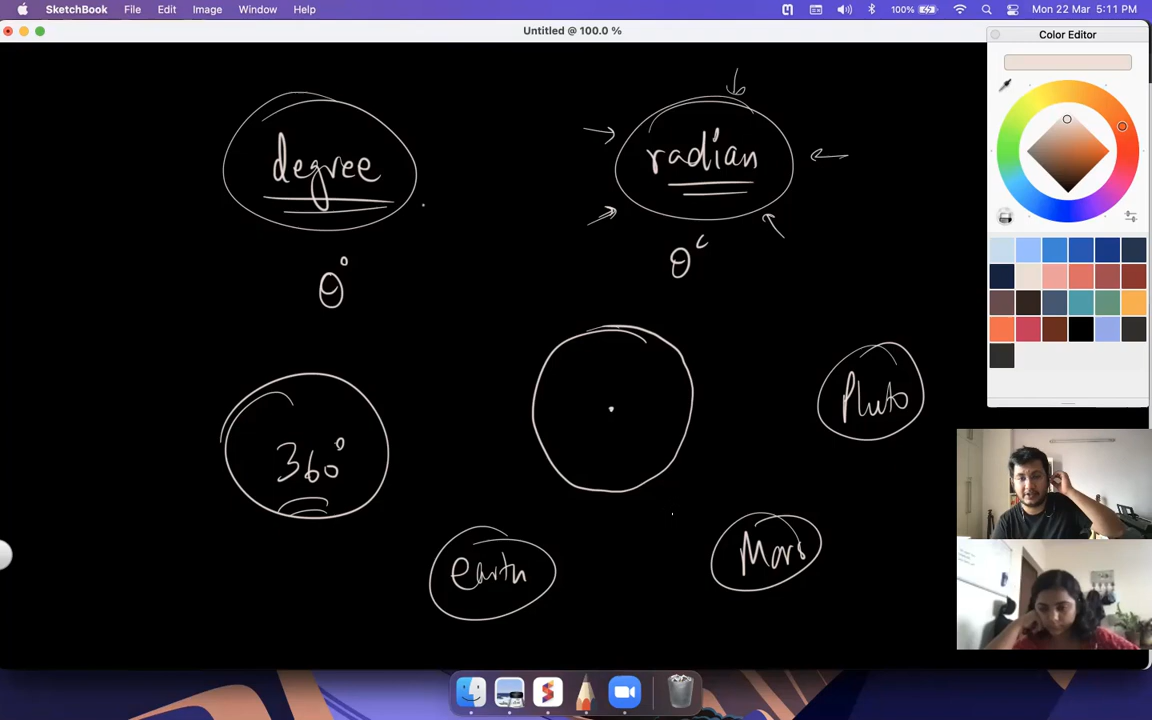 SketchBook File Edit Image Window Help 100% Mon 22 Mar 5:11 PM
Untitled @ 100.0 %
Color Editor
degree
radian
θ°
θᶜ
360°
Pluto
earth
Mars